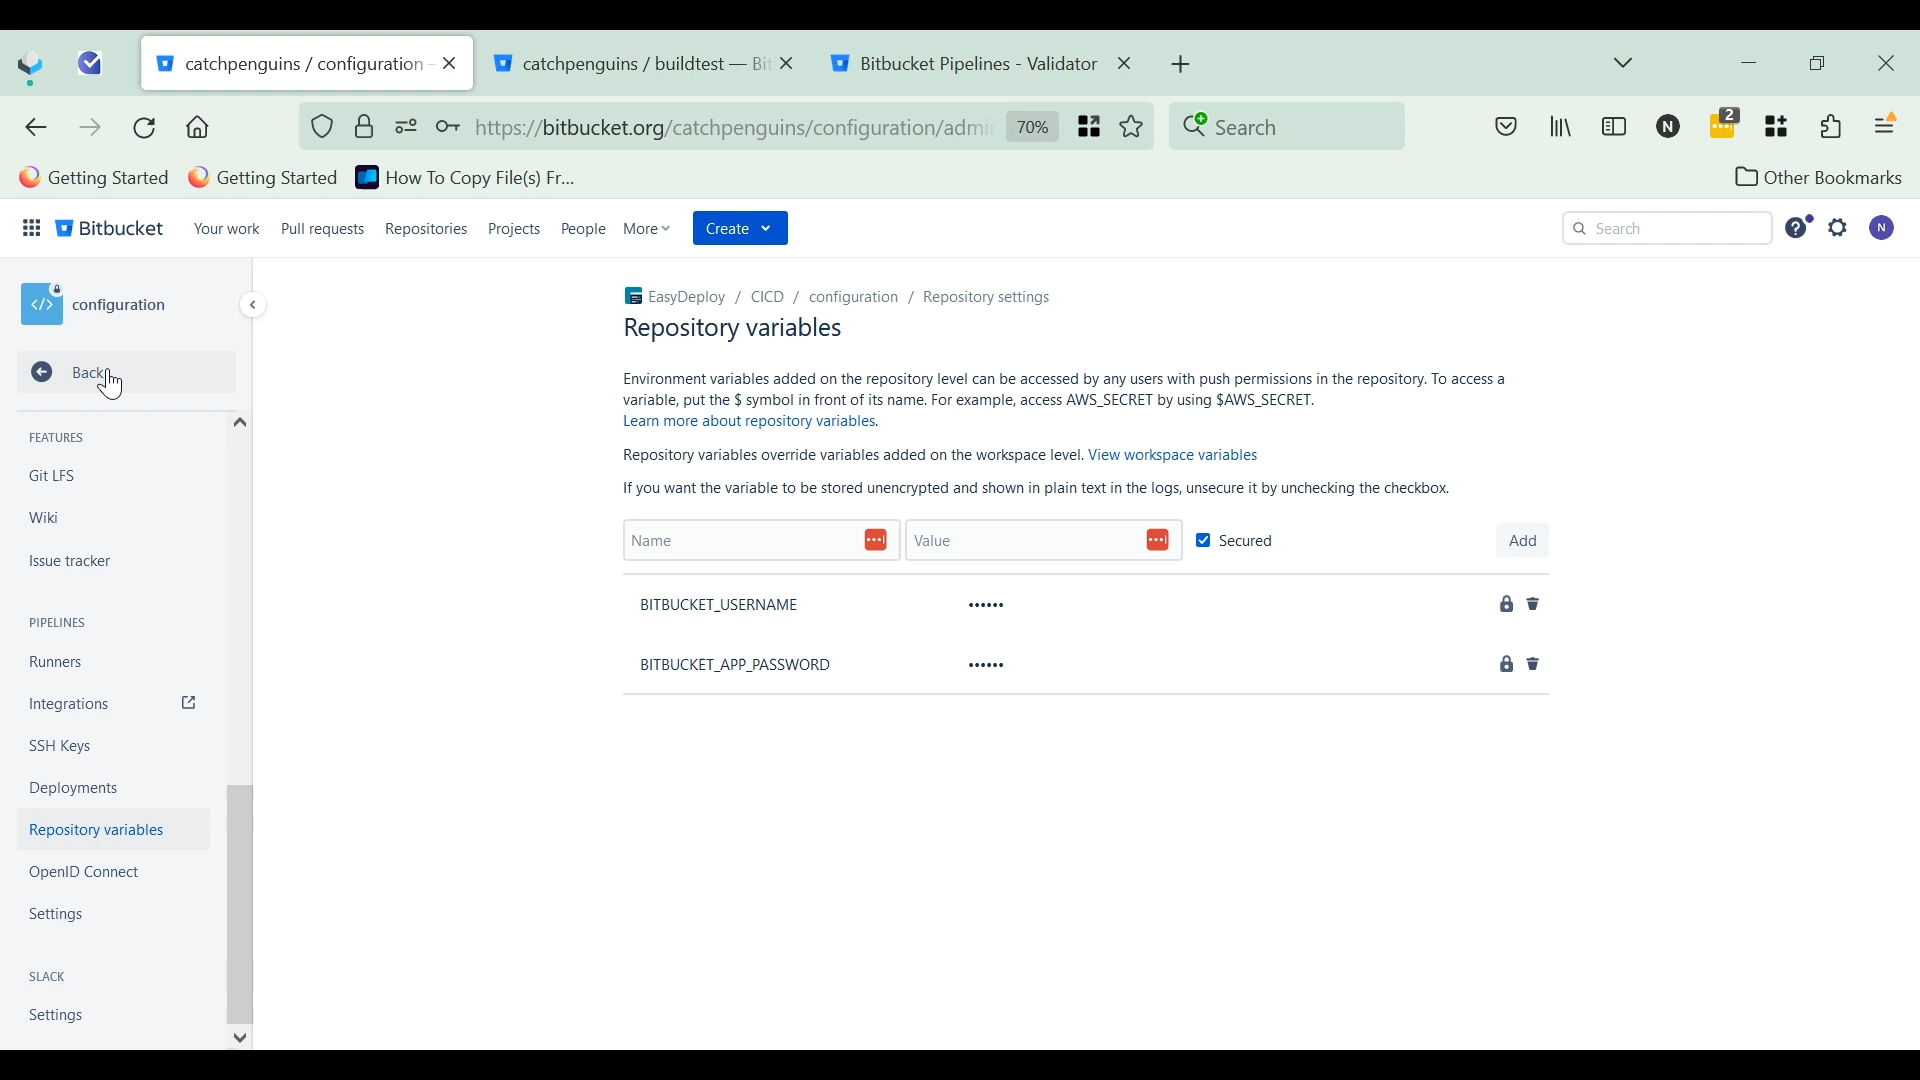 catchpenguins / configuration -
catchpenguins / buildtest — Bit
Bitbucket Pipelines - Validator
https://bitbucket.org/catchpenguins/configuration/admi
70%
Search
N
2
Getting Started
Getting Started
How To Copy File(s) Fr...
Other Bookmarks
Bitbucket
Your work
Pull requests
Repositories
Projects
People
More
Create
Search
N
configuration
Back
FEATURES
Git LFS
Wiki
Issue tracker
PIPELINES
Runners
Integrations
SSH Keys
Deployments
Repository variables
OpenID Connect
Settings
SLACK
Settings
EasyDeploy / CICD / configuration / Repository settings
Repository variables
Environment variables added on the repository level can be accessed by any users with push permissions in the repository. To access a
variable, put the $ symbol in front of its name. For example, access AWS_SECRET by using $AWS_SECRET.
Learn more about repository variables.
Repository variables override variables added on the workspace level. View workspace variables
If you want the variable to be stored unencrypted and shown in plain text in the logs, unsecure it by unchecking the checkbox.
Name
Value
Secured
Add
BITBUCKET_USERNAME ••••••
BITBUCKET_APP_PASSWORD ••••••